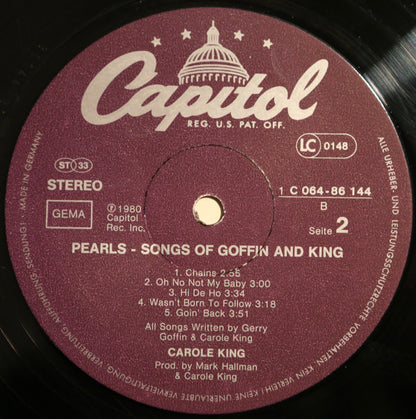 Capitol
REG. U.S. PAT. OFF.
LC 0148
ST 33
STEREO
GEMA
℗ 1980
Capitol
Rec. Inc.
1 C 064-86 144
B
Seite 2
PEARLS - SONGS OF GOFFIN AND KING
1. Chains 2:55
2. Oh No Not My Baby 3:00
3. Hi De Ho 3:34
4. Wasn't Born To Follow 3:18
5. Goin' Back 3:51
All Songs Written by Gerry
Goffin & Carole King
CAROLE KING
Prod. by Mark Hallman
& Carole King
ALLE URHEBER- UND LEISTUNGSSCHUTZRECHTE VORBEHALTEN KEIN VERLEIH! KEINE UNERLAUBTE VERVIELFÄLTIGUNG, VERMIETUNG, AUFFÜHRUNG, SENDUNG! · MADE IN GERMANY